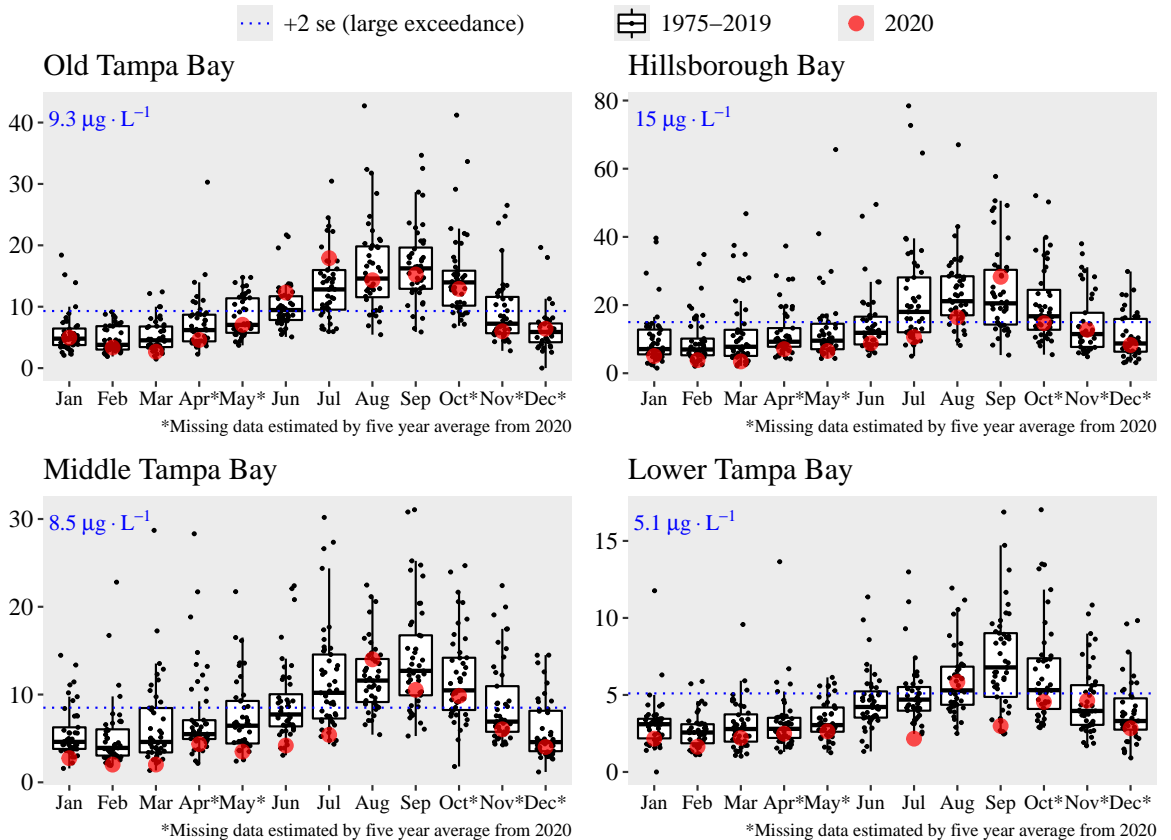 +2 se (large exceedance) 1975–2019 2020
Old Tampa Bay
9.3 μg · L⁻¹
40
30
20
10
0
Jan Feb Mar Apr* May* Jun Jul Aug Sep Oct* Nov* Dec*
*Missing data estimated by five year average from 2020
Hillsborough Bay
15 μg · L⁻¹
80
60
40
20
0
Jan Feb Mar Apr* May* Jun Jul Aug Sep Oct* Nov* Dec*
*Missing data estimated by five year average from 2020
Middle Tampa Bay
8.5 μg · L⁻¹
30
20
10
0
Jan Feb Mar Apr* May* Jun Jul Aug Sep Oct* Nov* Dec*
*Missing data estimated by five year average from 2020
Lower Tampa Bay
5.1 μg · L⁻¹
15
10
5
0
Jan Feb Mar Apr* May* Jun Jul Aug Sep Oct* Nov* Dec*
*Missing data estimated by five year average from 2020